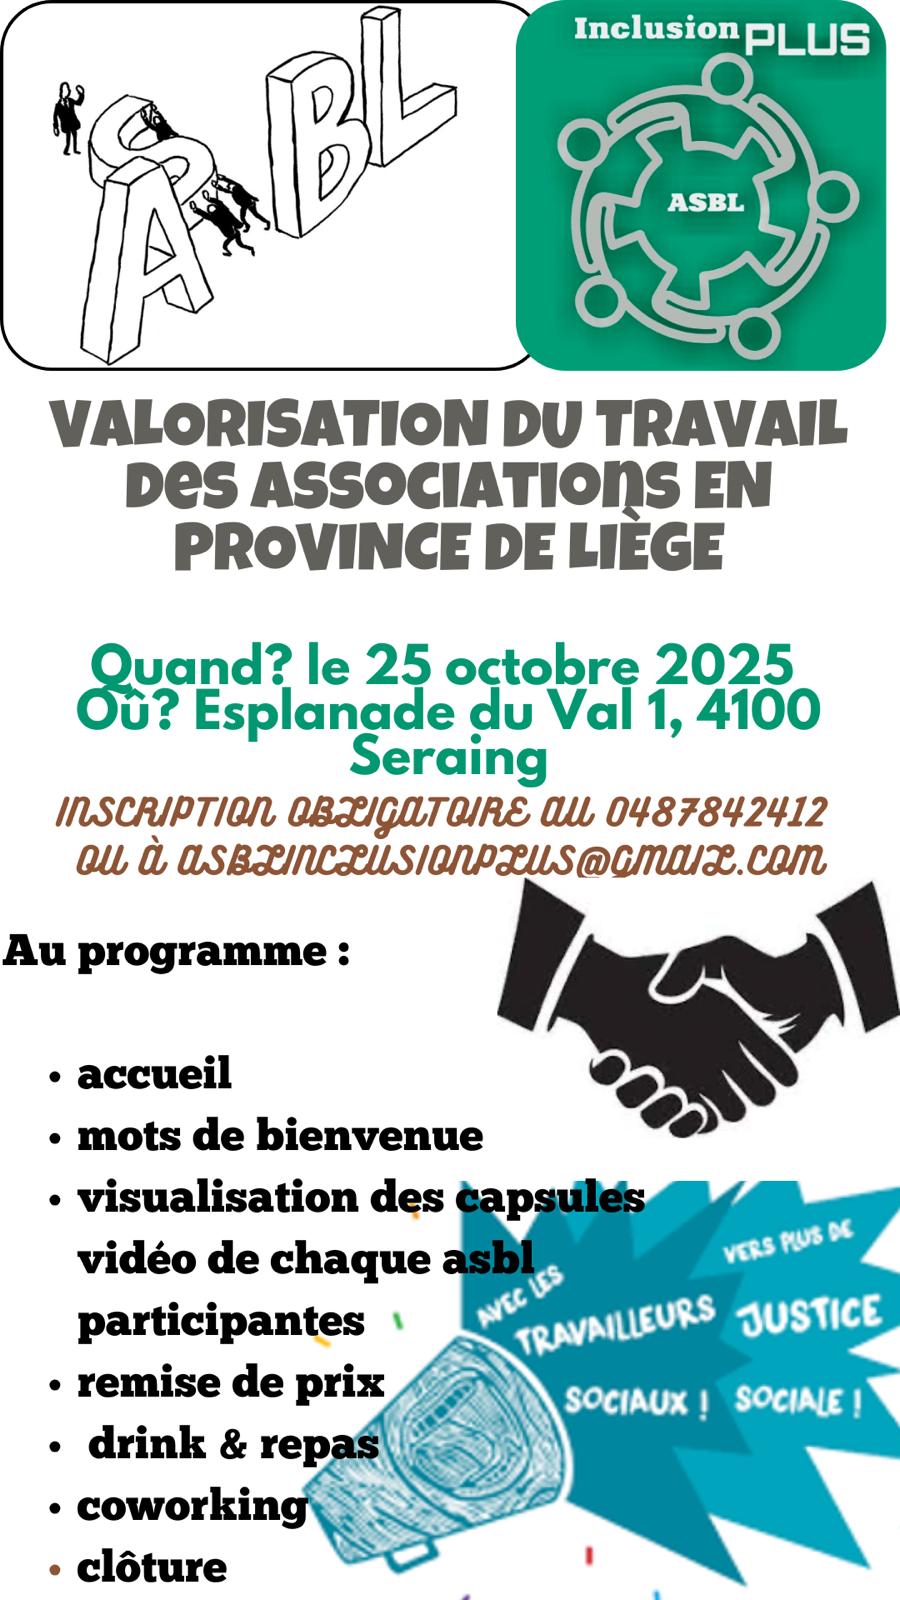 ASBL
Inclusion PLUS
ASBL
VALORISATION DU TRAVAIL
Des ASSOCIATIOnS EN
PROVINCE DE LIÈGE
Quand? le 25 octobre 2025
Où? Esplanade du Val 1, 4100
Seraing
INSCRIPTION OBLIGATOIRE AU 0487842412
OU À ASBLINCLUSIONPLUS@GMAIL.COM
Au programme :
• accueil
• mots de bienvenue
• visualisation des capsules
vidéo de chaque asbl
participantes
• remise de prix
• drink & repas
• coworking
• clôture
AVEC LES
TRAVAILLEURS
SOCIAUX !
VERS PLUS DE
JUSTICE
SOCIALE !